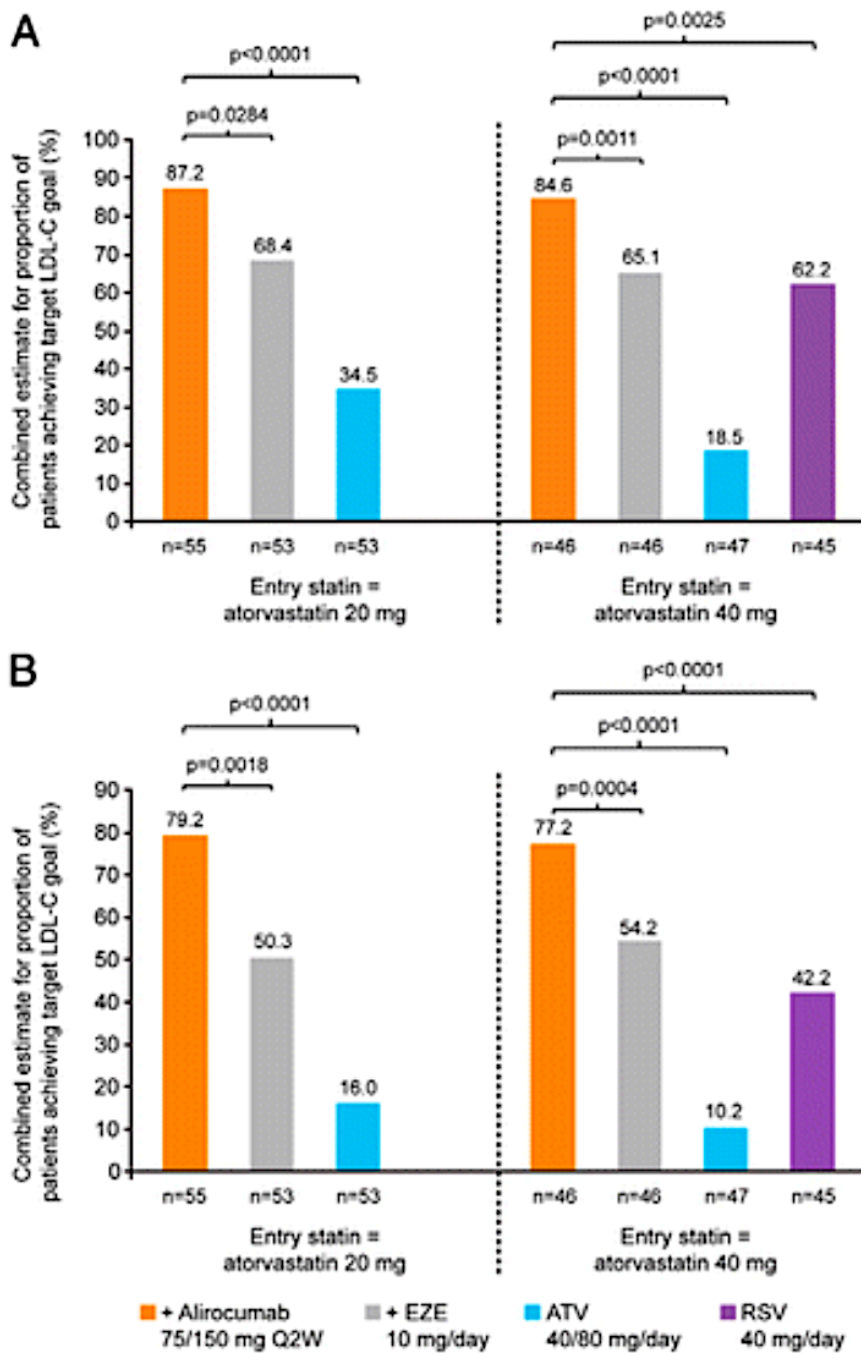 A
p=0.0025
p<0.0001
p<0.0001
p=0.0284
p=0.0011
Combined estimate for proportion of
patients achieving target LDL-C goal (%)
100
90
80
70
60
50
40
30
20
10
0
87.2
68.4
34.5
84.6
65.1
18.5
62.2
n=55 n=53 n=53 n=46 n=46 n=47 n=45
Entry statin =
atorvastatin 20 mg
Entry statin =
atorvastatin 40 mg
B
p<0.0001
p<0.0001
p<0.0001
p=0.0018
p=0.0004
Combined estimate for proportion of
patients achieving target LDL-C goal (%)
90
80
70
60
50
40
30
20
10
0
79.2
50.3
16.0
77.2
54.2
10.2
42.2
n=55 n=53 n=53 n=46 n=46 n=47 n=45
Entry statin =
atorvastatin 20 mg
Entry statin =
atorvastatin 40 mg
+ Alirocumab
75/150 mg Q2W
+ EZE
10 mg/day
ATV
40/80 mg/day
RSV
40 mg/day